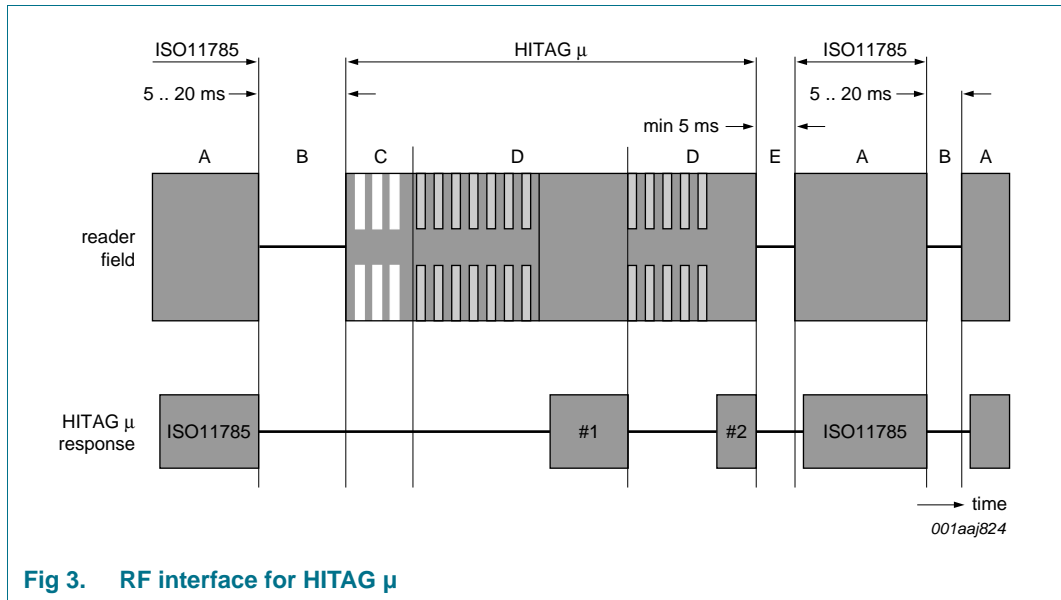 ISO11785 HITAG μ ISO11785
5 .. 20 ms 5 .. 20 ms
min 5 ms
A B C D D E A B A
reader
field
HITAG μ
response
ISO11785 #1 #2 ISO11785
time
001aaj824
Fig 3. RF interface for HITAG μ